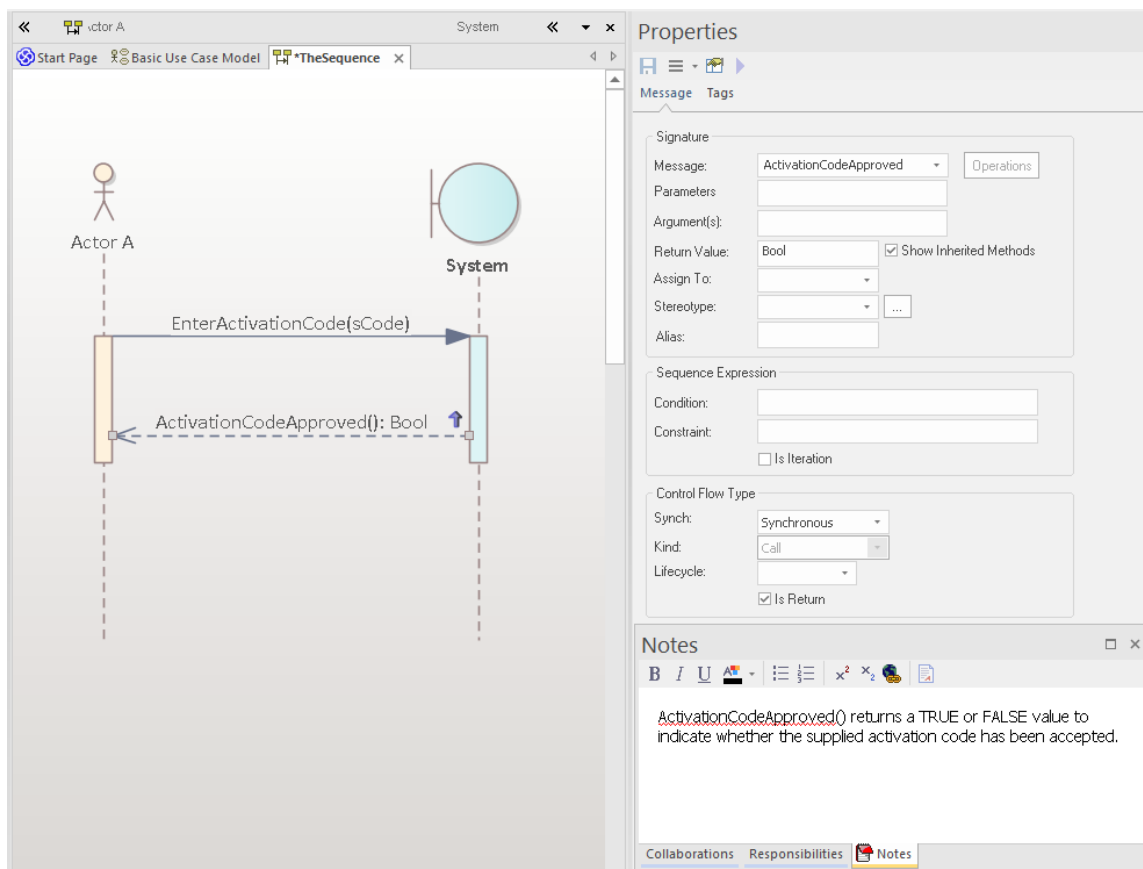 ctor A System
Start Page Basic Use Case Model *TheSequence
Actor A
System
EnterActivationCode(sCode)
ActivationCodeApproved(): Bool
Properties
Message Tags
Signature
Message: ActivationCodeApproved Operations
Parameters
Argument(s):
Return Value: Bool Show Inherited Methods
Assign To:
Stereotype: ...
Alias:
Sequence Expression
Condition:
Constraint:
Is Iteration
Control Flow Type
Synch: Synchronous
Kind: Call
Lifecycle:
Is Return
Notes
B I U A x² x₂
ActivationCodeApproved() returns a TRUE or FALSE value to
indicate whether the supplied activation code has been accepted.
Collaborations Responsibilities Notes